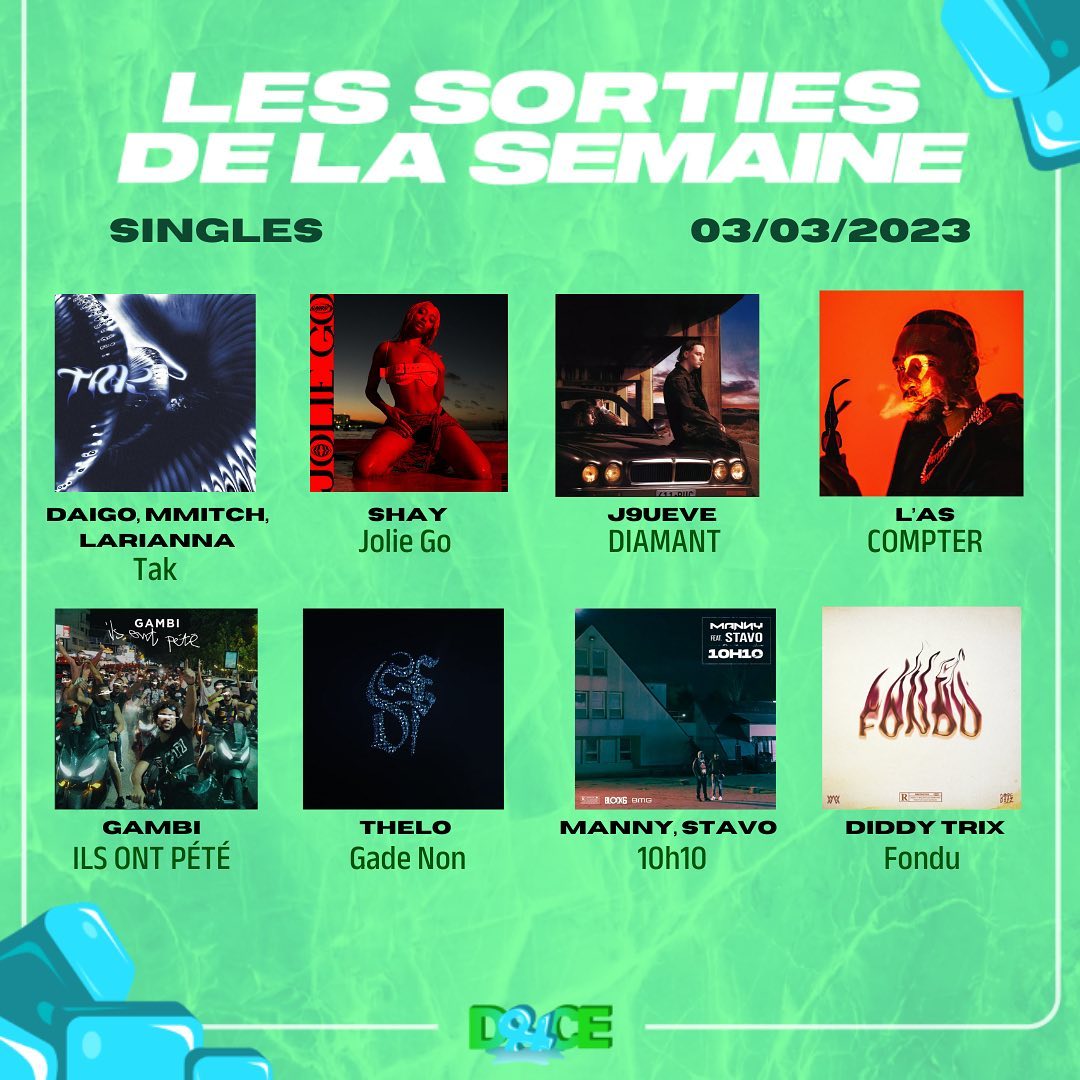 LES SORTIES
DE LA SEMAINE
SINGLES
03/03/2023
TAK
JOLIE GO
DAIGO, MMITCH,
LARIANNA
Tak
SHAY
Jolie Go
J9UEVE
DIAMANT
L'AS
COMPTER
GAMBI
ils ont pété
MANNY
FEAT. STAVO
10H10
BMG
FONDU
R
GAMBI
ILS ONT PÉTÉ
THELO
Gade Non
MANNY, STAVO
10h10
DIDDY TRIX
Fondu